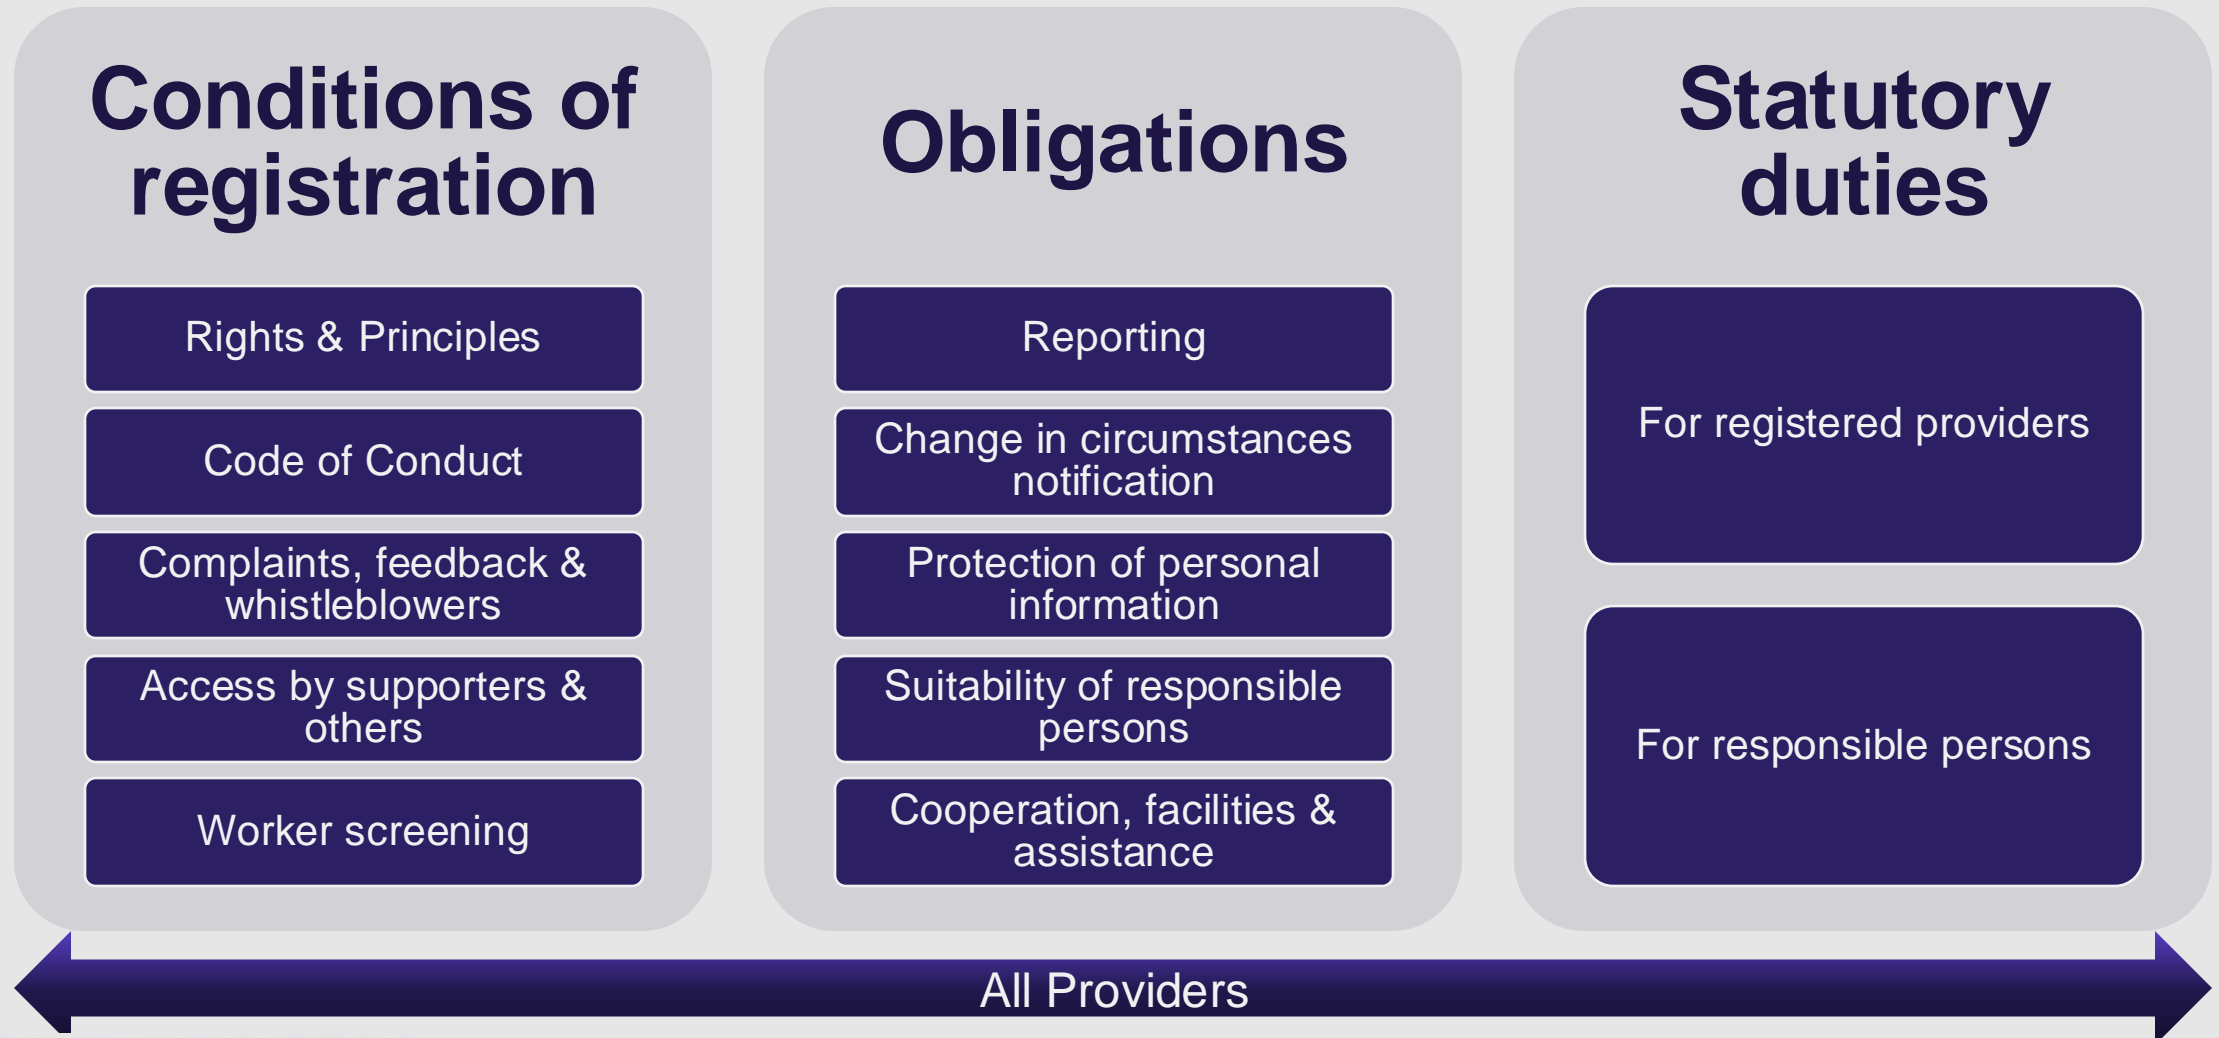 Conditions of
registration
Rights & Principles
Code of Conduct
Complaints, feedback &
whistleblowers
Access by supporters &
others
Worker screening
Obligations
Reporting
Change in circumstances
notification
Protection of personal
information
Suitability of responsible
persons
Cooperation, facilities &
assistance
Statutory
duties
For registered providers
For responsible persons
All Providers